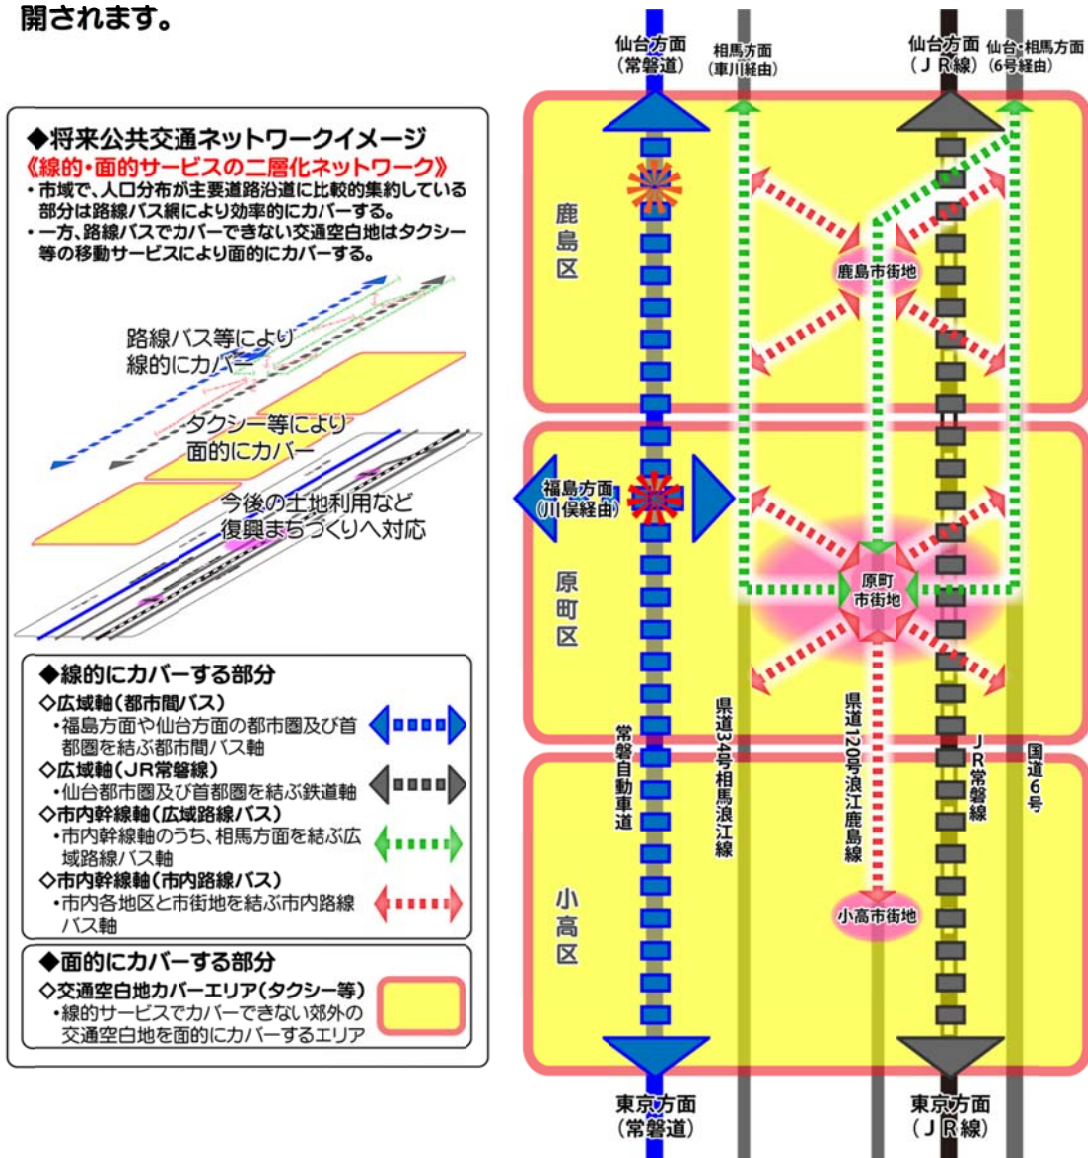 開されます。
◆将来公共交通ネットワークイメージ
《線的・面的サービスの二層化ネットワーク》
・市域で、人口分布が主要道路沿道に比較的集約している
部分は路線バス網により効率的にカバーする。
・一方、路線バスでカバーできない交通空白地はタクシー
等の移動サービスにより面的にカバーする。
路線バス等により
線的にカバー
タクシー等により
面的にカバー
今後の土地利用など
復興まちづくりへ対応
◆線的にカバーする部分
◇広域軸(都市間バス)
・福島方面や仙台方面の都市圏及び首
都圏を結ぶ都市間バス軸
◇広域軸(JR常磐線)
・仙台都市圏及び首都圏を結ぶ鉄道軸
◇市内幹線軸(広域路線バス)
・市内幹線軸のうち、相馬方面を結ぶ広
域路線バス軸
◇市内幹線軸(市内路線バス)
・市内各地区と市街地を結ぶ市内路線
バス軸
◆面的にカバーする部分
◇交通空白地カバーエリア(タクシー等)
・線的サービスでカバーできない郊外の
交通空白地を面的にカバーするエリア
仙台方面
(常磐道)
相馬方面
(車川経由)
仙台方面
(JR線)
仙台・相馬方面
(6号経由)
鹿島区
鹿島市街地
福島方面
(川俣経由)
原町区
原町
市街地
常磐自動車道
県道34号相馬浪江線
県道120号浪江鹿島線
JR常磐線
国道6号
小高区
小高市街地
東京方面
(常磐道)
東京方面
(JR線)